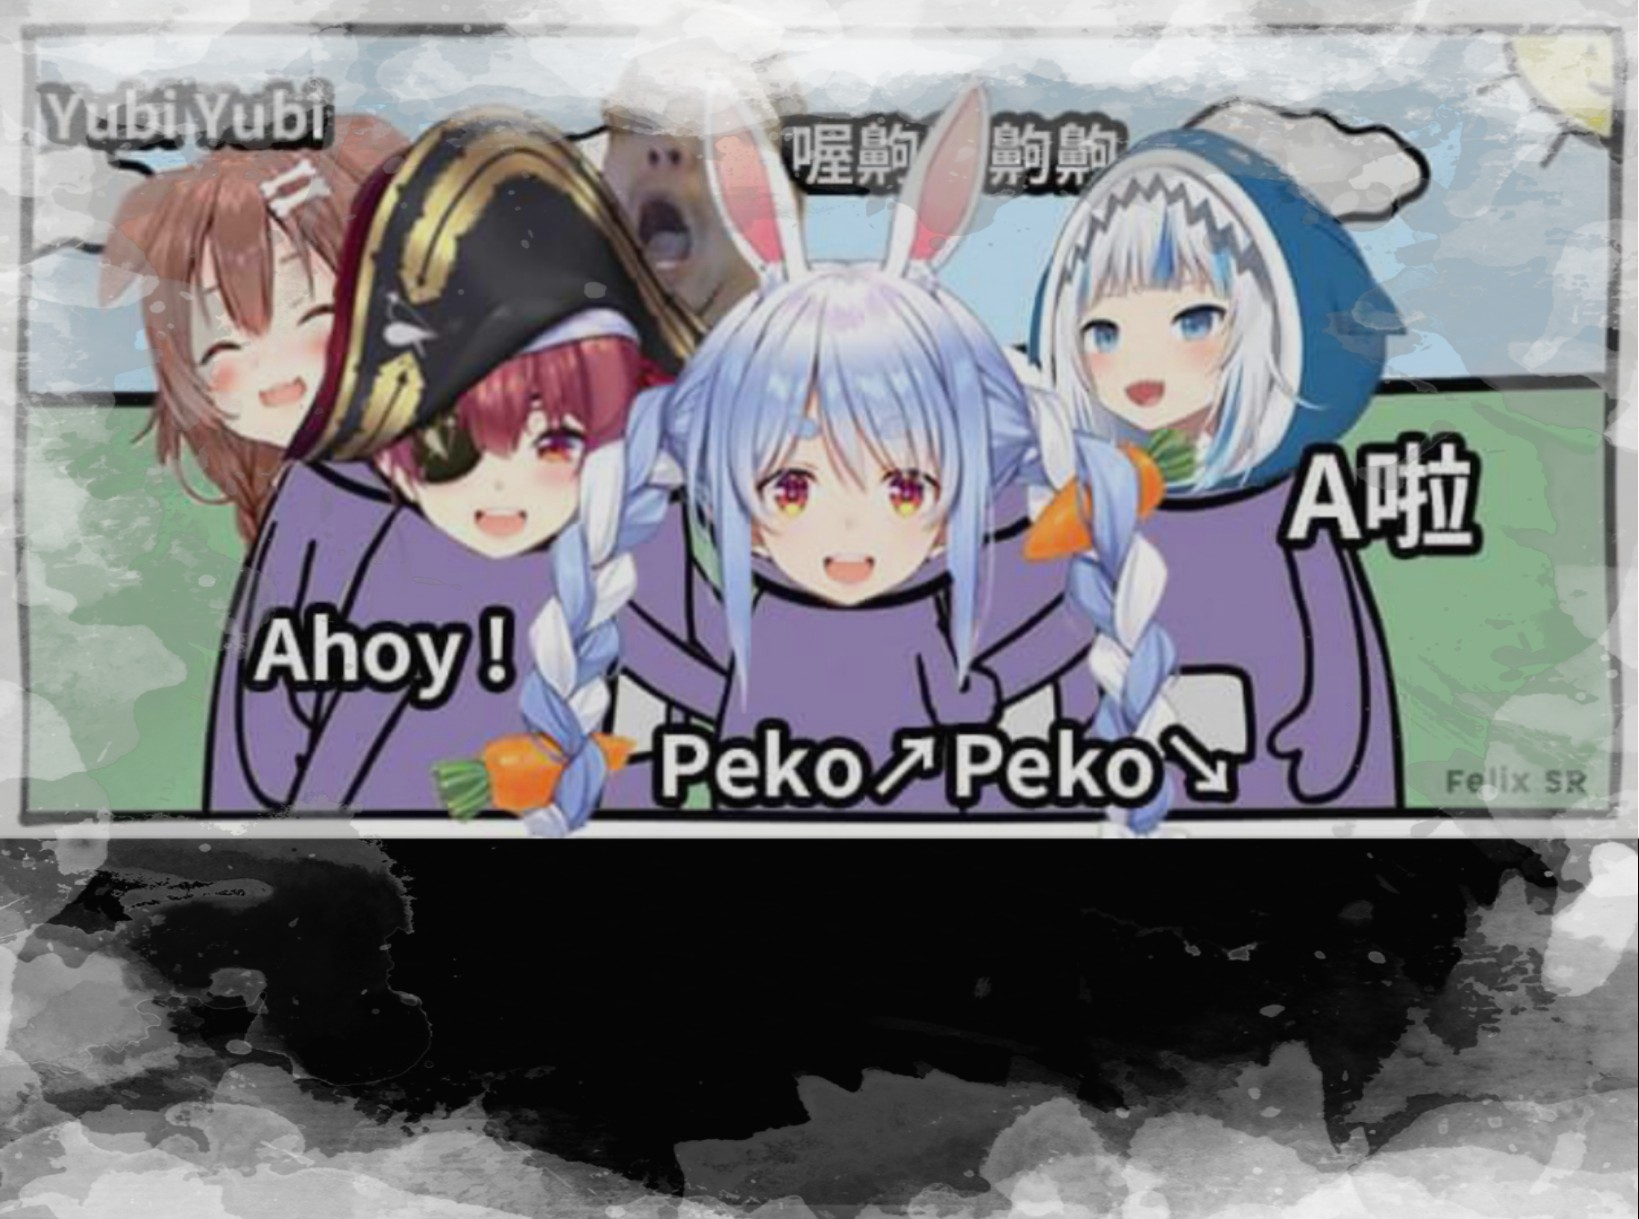 Yubi Yubi
喔齁 齁齁
A啦
Ahoy！
Peko↗Peko↘
Felix SR